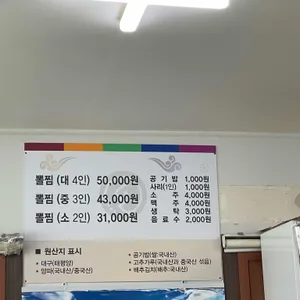 뽈찜 (대 4인) 50,000원
뽈찜 (중 3인) 43,000원
뽈찜 (소 2인) 31,000원
공기밥 1,000원
사리(1인) 1,000원
소주 4,000원
맥주 4,000원
생탁 3,000원
음료수 2,000원
■ 원산지 표시
• 대구(태평양)
• 양파(국내산/중국산)
• 공기밥(쌀:국내산)
• 고추가루(국내산과 중국산 섞음)
• 배추김치(배추:국내산)